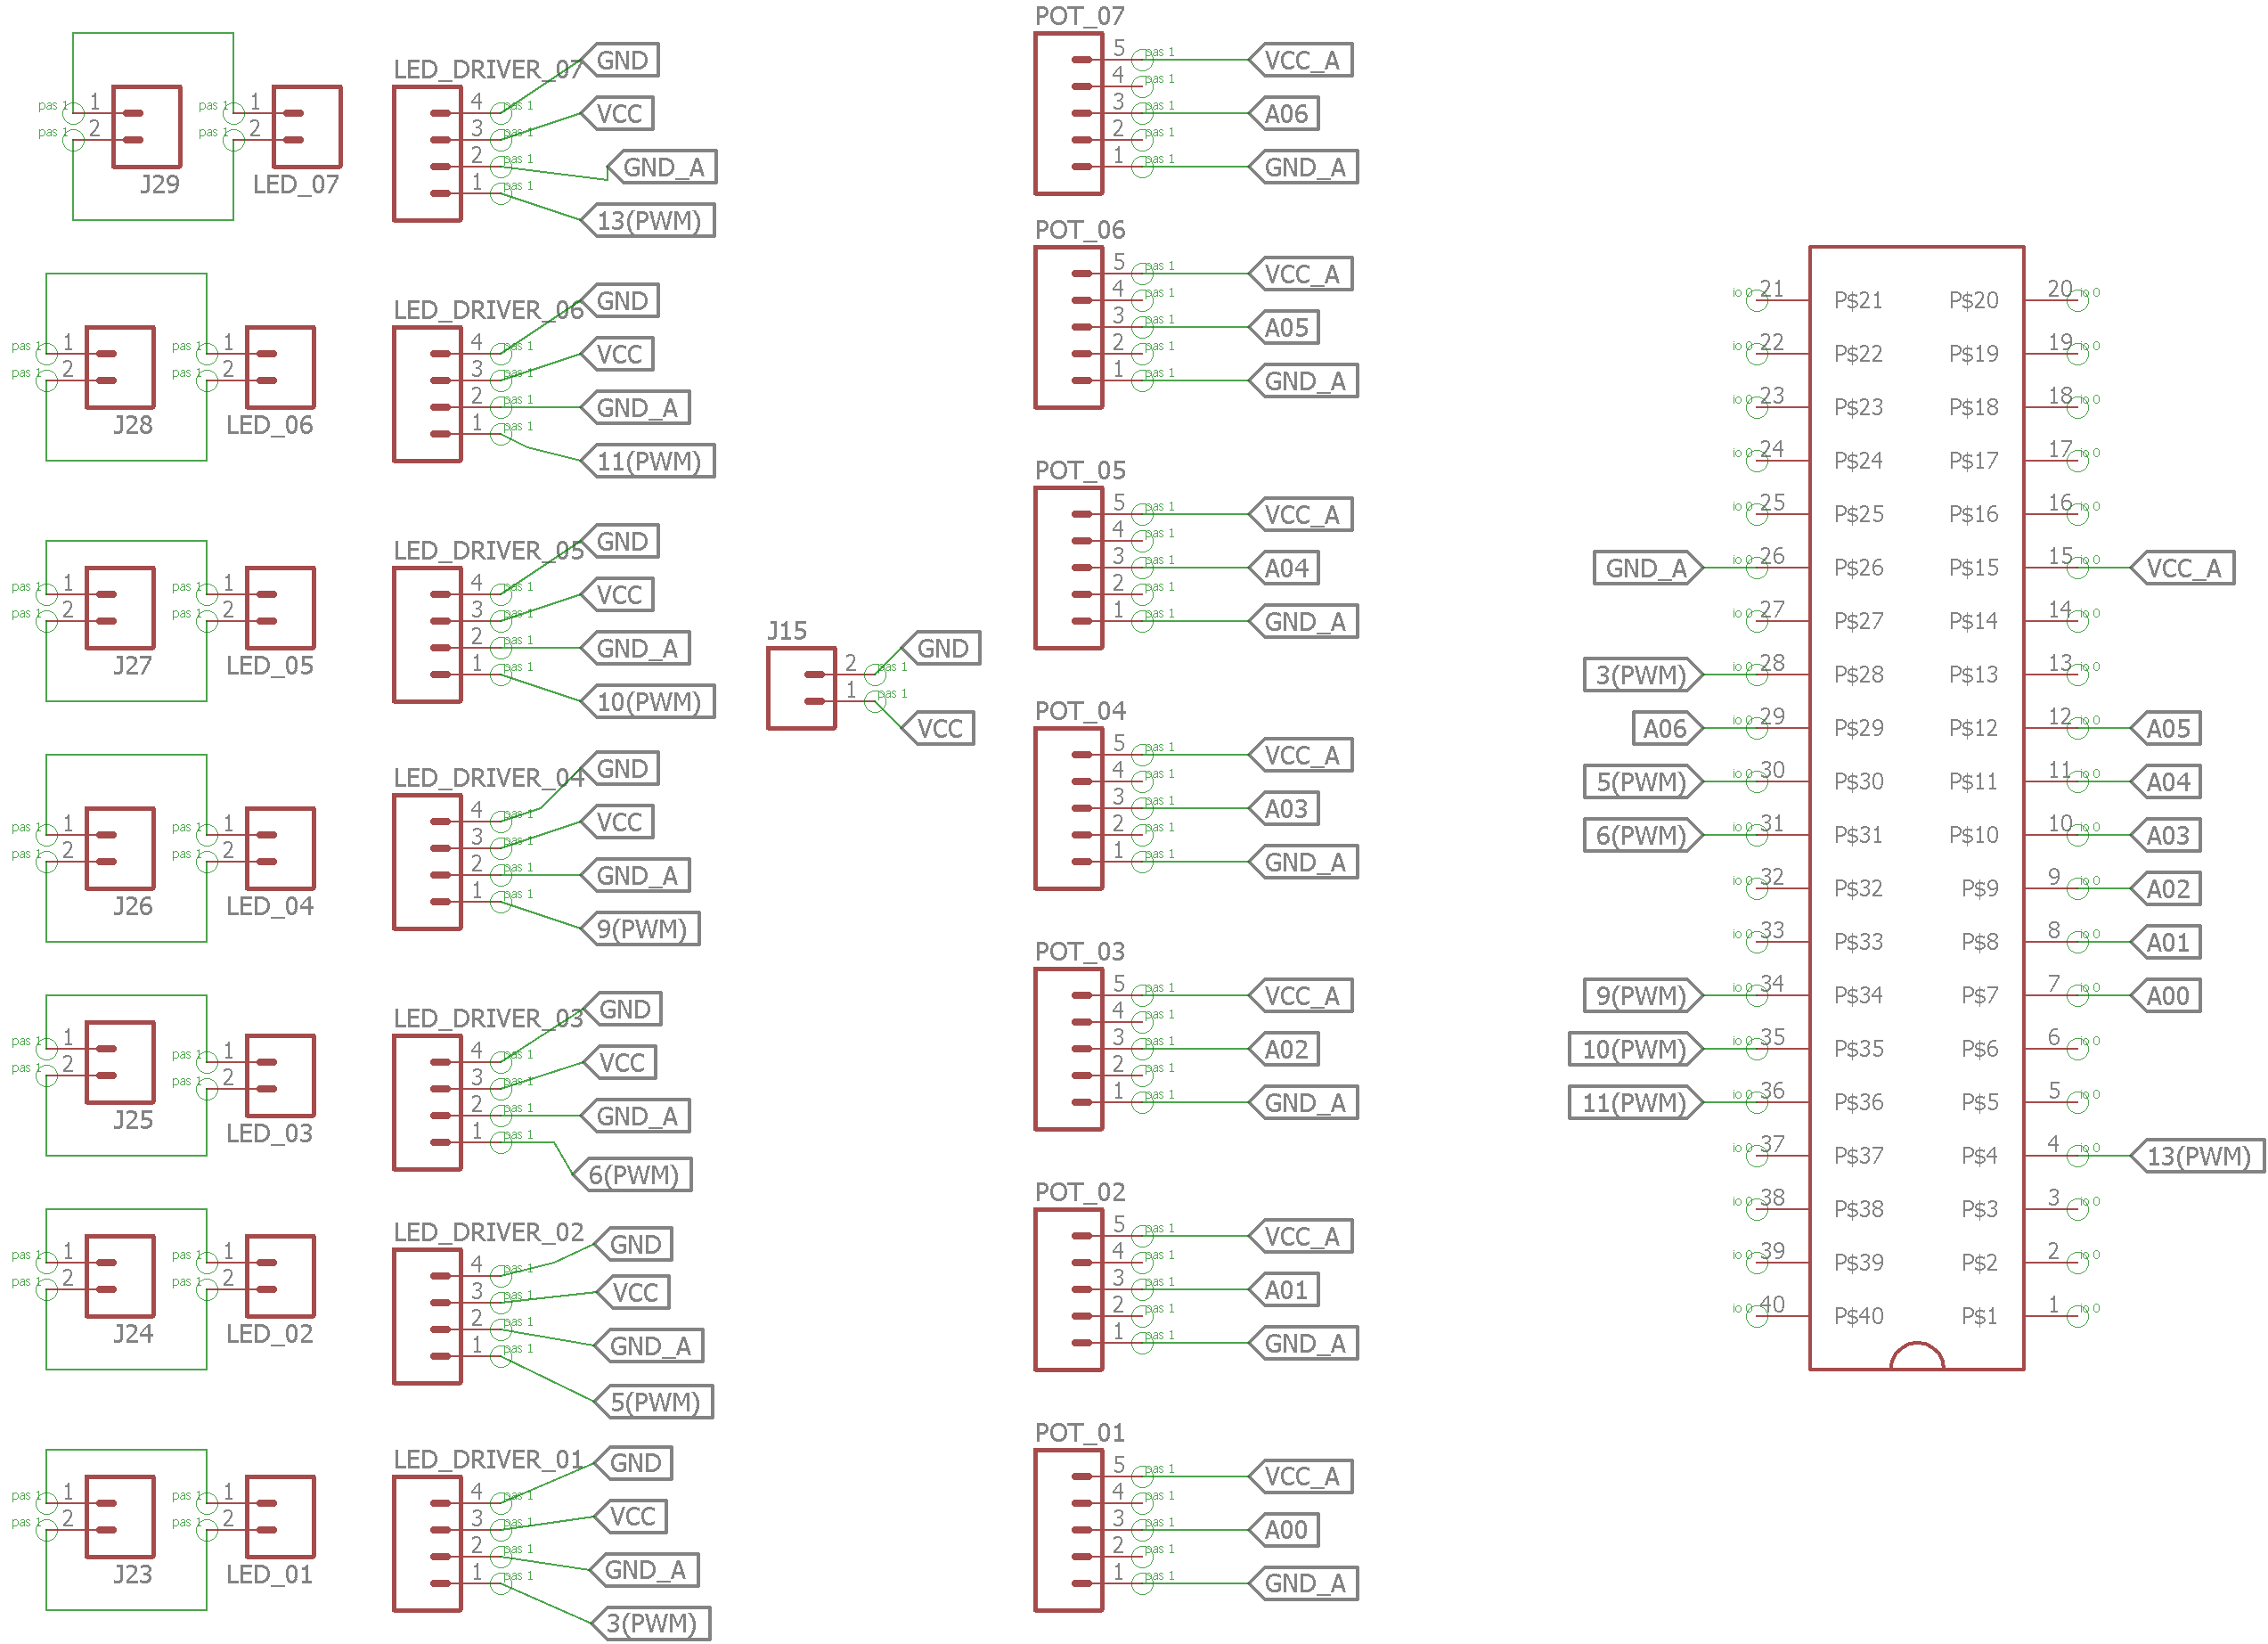 pas 1
1
pas 1
2
J29
pas 1
1
pas 1
2
LED_07
pas 1
1
pas 1
2
J28
pas 1
1
pas 1
2
LED_06
pas 1
1
pas 1
2
J27
pas 1
1
pas 1
2
LED_05
pas 1
1
pas 1
2
J26
pas 1
1
pas 1
2
LED_04
pas 1
1
pas 1
2
J25
pas 1
1
pas 1
2
LED_03
pas 1
1
pas 1
2
J24
pas 1
1
pas 1
2
LED_02
pas 1
1
pas 1
2
J23
pas 1
1
pas 1
2
LED_01
LED_DRIVER_07
4 pas 1 GND
3 pas 1 VCC
2 pas 1 GND_A
1 pas 1 13(PWM)
LED_DRIVER_06
4 pas 1 GND
3 pas 1 VCC
2 pas 1 GND_A
1 pas 1 11(PWM)
LED_DRIVER_05
4 pas 1 GND
3 pas 1 VCC
2 pas 1 GND_A
1 pas 1 10(PWM)
LED_DRIVER_04
4 pas 1 GND
3 pas 1 VCC
2 pas 1 GND_A
1 pas 1 9(PWM)
LED_DRIVER_03
4 pas 1 GND
3 pas 1 VCC
2 pas 1 GND_A
1 pas 1 6(PWM)
LED_DRIVER_02
4 pas 1 GND
3 pas 1 VCC
2 pas 1 GND_A
1 pas 1 5(PWM)
LED_DRIVER_01
4 pas 1 GND
3 pas 1 VCC
2 pas 1 GND_A
1 pas 1 3(PWM)
J15
2 pas 1 GND
1 pas 1 VCC
POT_07
5 pas 1 VCC_A
4 pas 1
3 pas 1 A06
2 pas 1
1 pas 1 GND_A
POT_06
5 pas 1 VCC_A
4 pas 1
3 pas 1 A05
2 pas 1
1 pas 1 GND_A
POT_05
5 pas 1 VCC_A
4 pas 1
3 pas 1 A04
2 pas 1
1 pas 1 GND_A
POT_04
5 pas 1 VCC_A
4 pas 1
3 pas 1 A03
2 pas 1
1 pas 1 GND_A
POT_03
5 pas 1 VCC_A
4 pas 1
3 pas 1 A02
2 pas 1
1 pas 1 GND_A
POT_02
5 pas 1 VCC_A
4 pas 1
3 pas 1 A01
2 pas 1
1 pas 1 GND_A
POT_01
5 pas 1 VCC_A
4 pas 1
3 pas 1 A00
2 pas 1
1 pas 1 GND_A
io 0 21 P$21 P$20 20 io 0
io 0 22 P$22 P$19 19 io 0
io 0 23 P$23 P$18 18 io 0
io 0 24 P$24 P$17 17 io 0
io 0 25 P$25 P$16 16 io 0
GND_A io 0 26 P$26 P$15 15 io 0 VCC_A
io 0 27 P$27 P$14 14 io 0
3(PWM) io 0 28 P$28 P$13 13 io 0
A06 io 0 29 P$29 P$12 12 io 0 A05
5(PWM) io 0 30 P$30 P$11 11 io 0 A04
6(PWM) io 0 31 P$31 P$10 10 io 0 A03
io 0 32 P$32 P$9 9 io 0 A02
io 0 33 P$33 P$8 8 io 0 A01
9(PWM) io 0 34 P$34 P$7 7 io 0 A00
10(PWM) io 0 35 P$35 P$6 6 io 0
11(PWM) io 0 36 P$36 P$5 5 io 0
io 0 37 P$37 P$4 4 io 0 13(PWM)
io 0 38 P$38 P$3 3 io 0
io 0 39 P$39 P$2 2 io 0
io 0 40 P$40 P$1 1 io 0